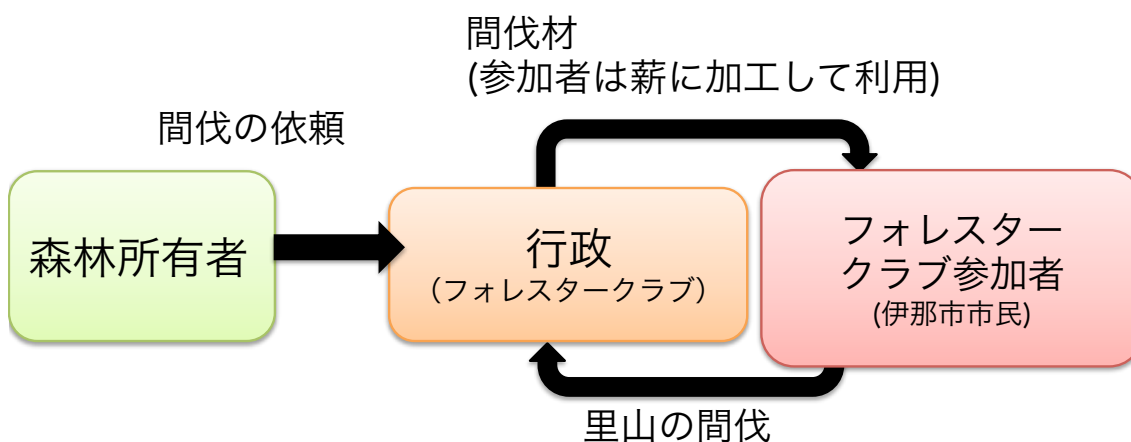 間伐材
(参加者は薪に加工して利用)
間伐の依頼
森林所有者
行政
（フォレスタークラブ）
フォレスター
クラブ参加者
(伊那市市民)
里山の間伐